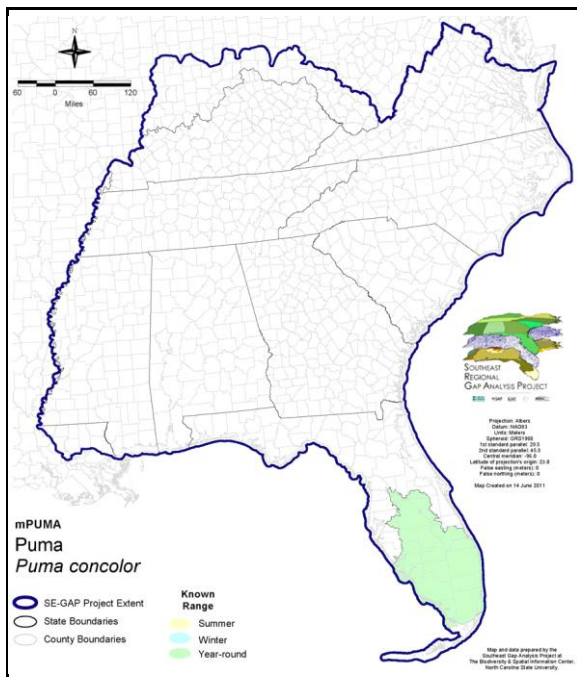 N
60 0 60 120
Miles
SOUTHEAST
REGIONAL
GAP ANALYSIS PROJECT
Projection: Albers
Datum: NAD83
Units: Meters
Spheroid: GRS1980
1st standard parallel: 29.5
2nd standard parallel: 45.5
Central meridian: -96.0
Latitude of projection's origin: 23.0
False easting (meters): 0
False northing (meters): 0
Map Created on 14 June 2011
mPUMA
Puma
Puma concolor
SE-GAP Project Extent
State Boundaries
County Boundaries
Known
Range
Summer
Winter
Year-round
Map and data prepared by the
Southeast Gap Analysis Project at
The Biodiversity & Spatial Information Center,
North Carolina State University.